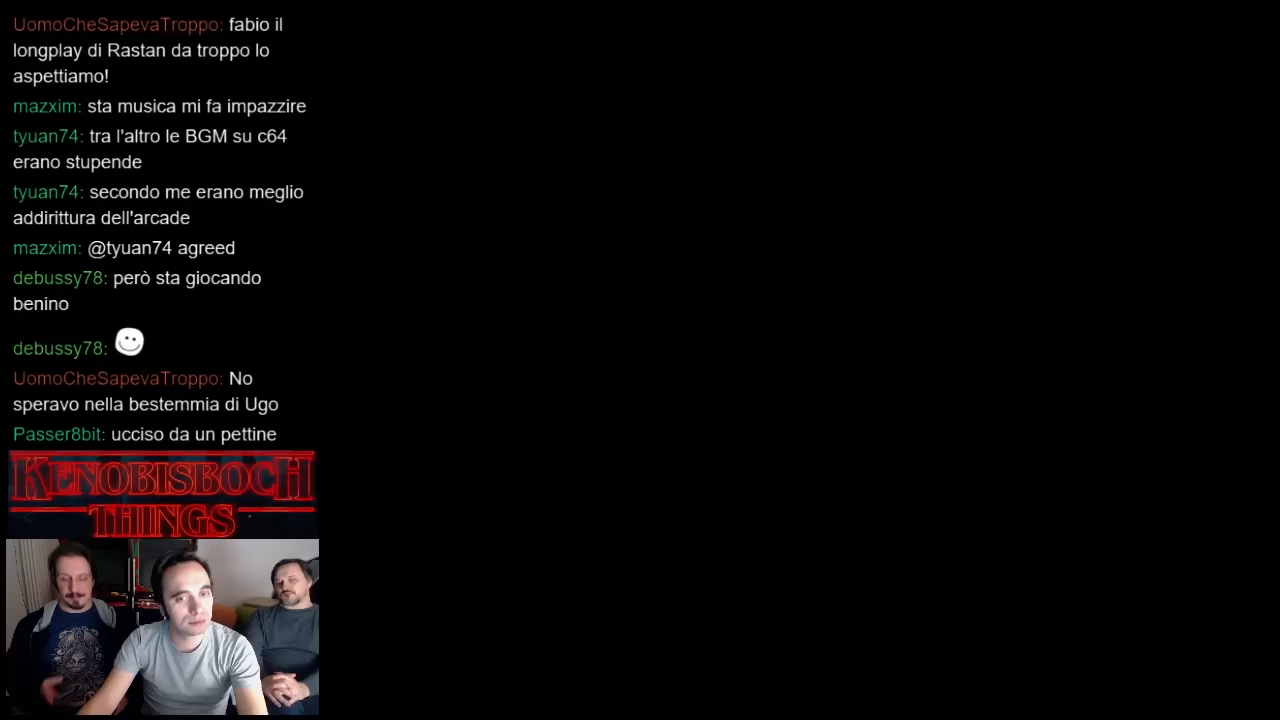 UomoCheSapevaTroppo: fabio il
longplay di Rastan da troppo lo
aspettiamo!
mazxim: sta musica mi fa impazzire
tyuan74: tra l'altro le BGM su c64
erano stupende
tyuan74: secondo me erano meglio
addirittura dell'arcade
mazxim: @tyuan74 agreed
debussy78: però sta giocando
benino
debussy78:
UomoCheSapevaTroppo: No
speravo nella bestemmia di Ugo
Passer8bit: ucciso da un pettine
KENOBISBOCH
THINGS